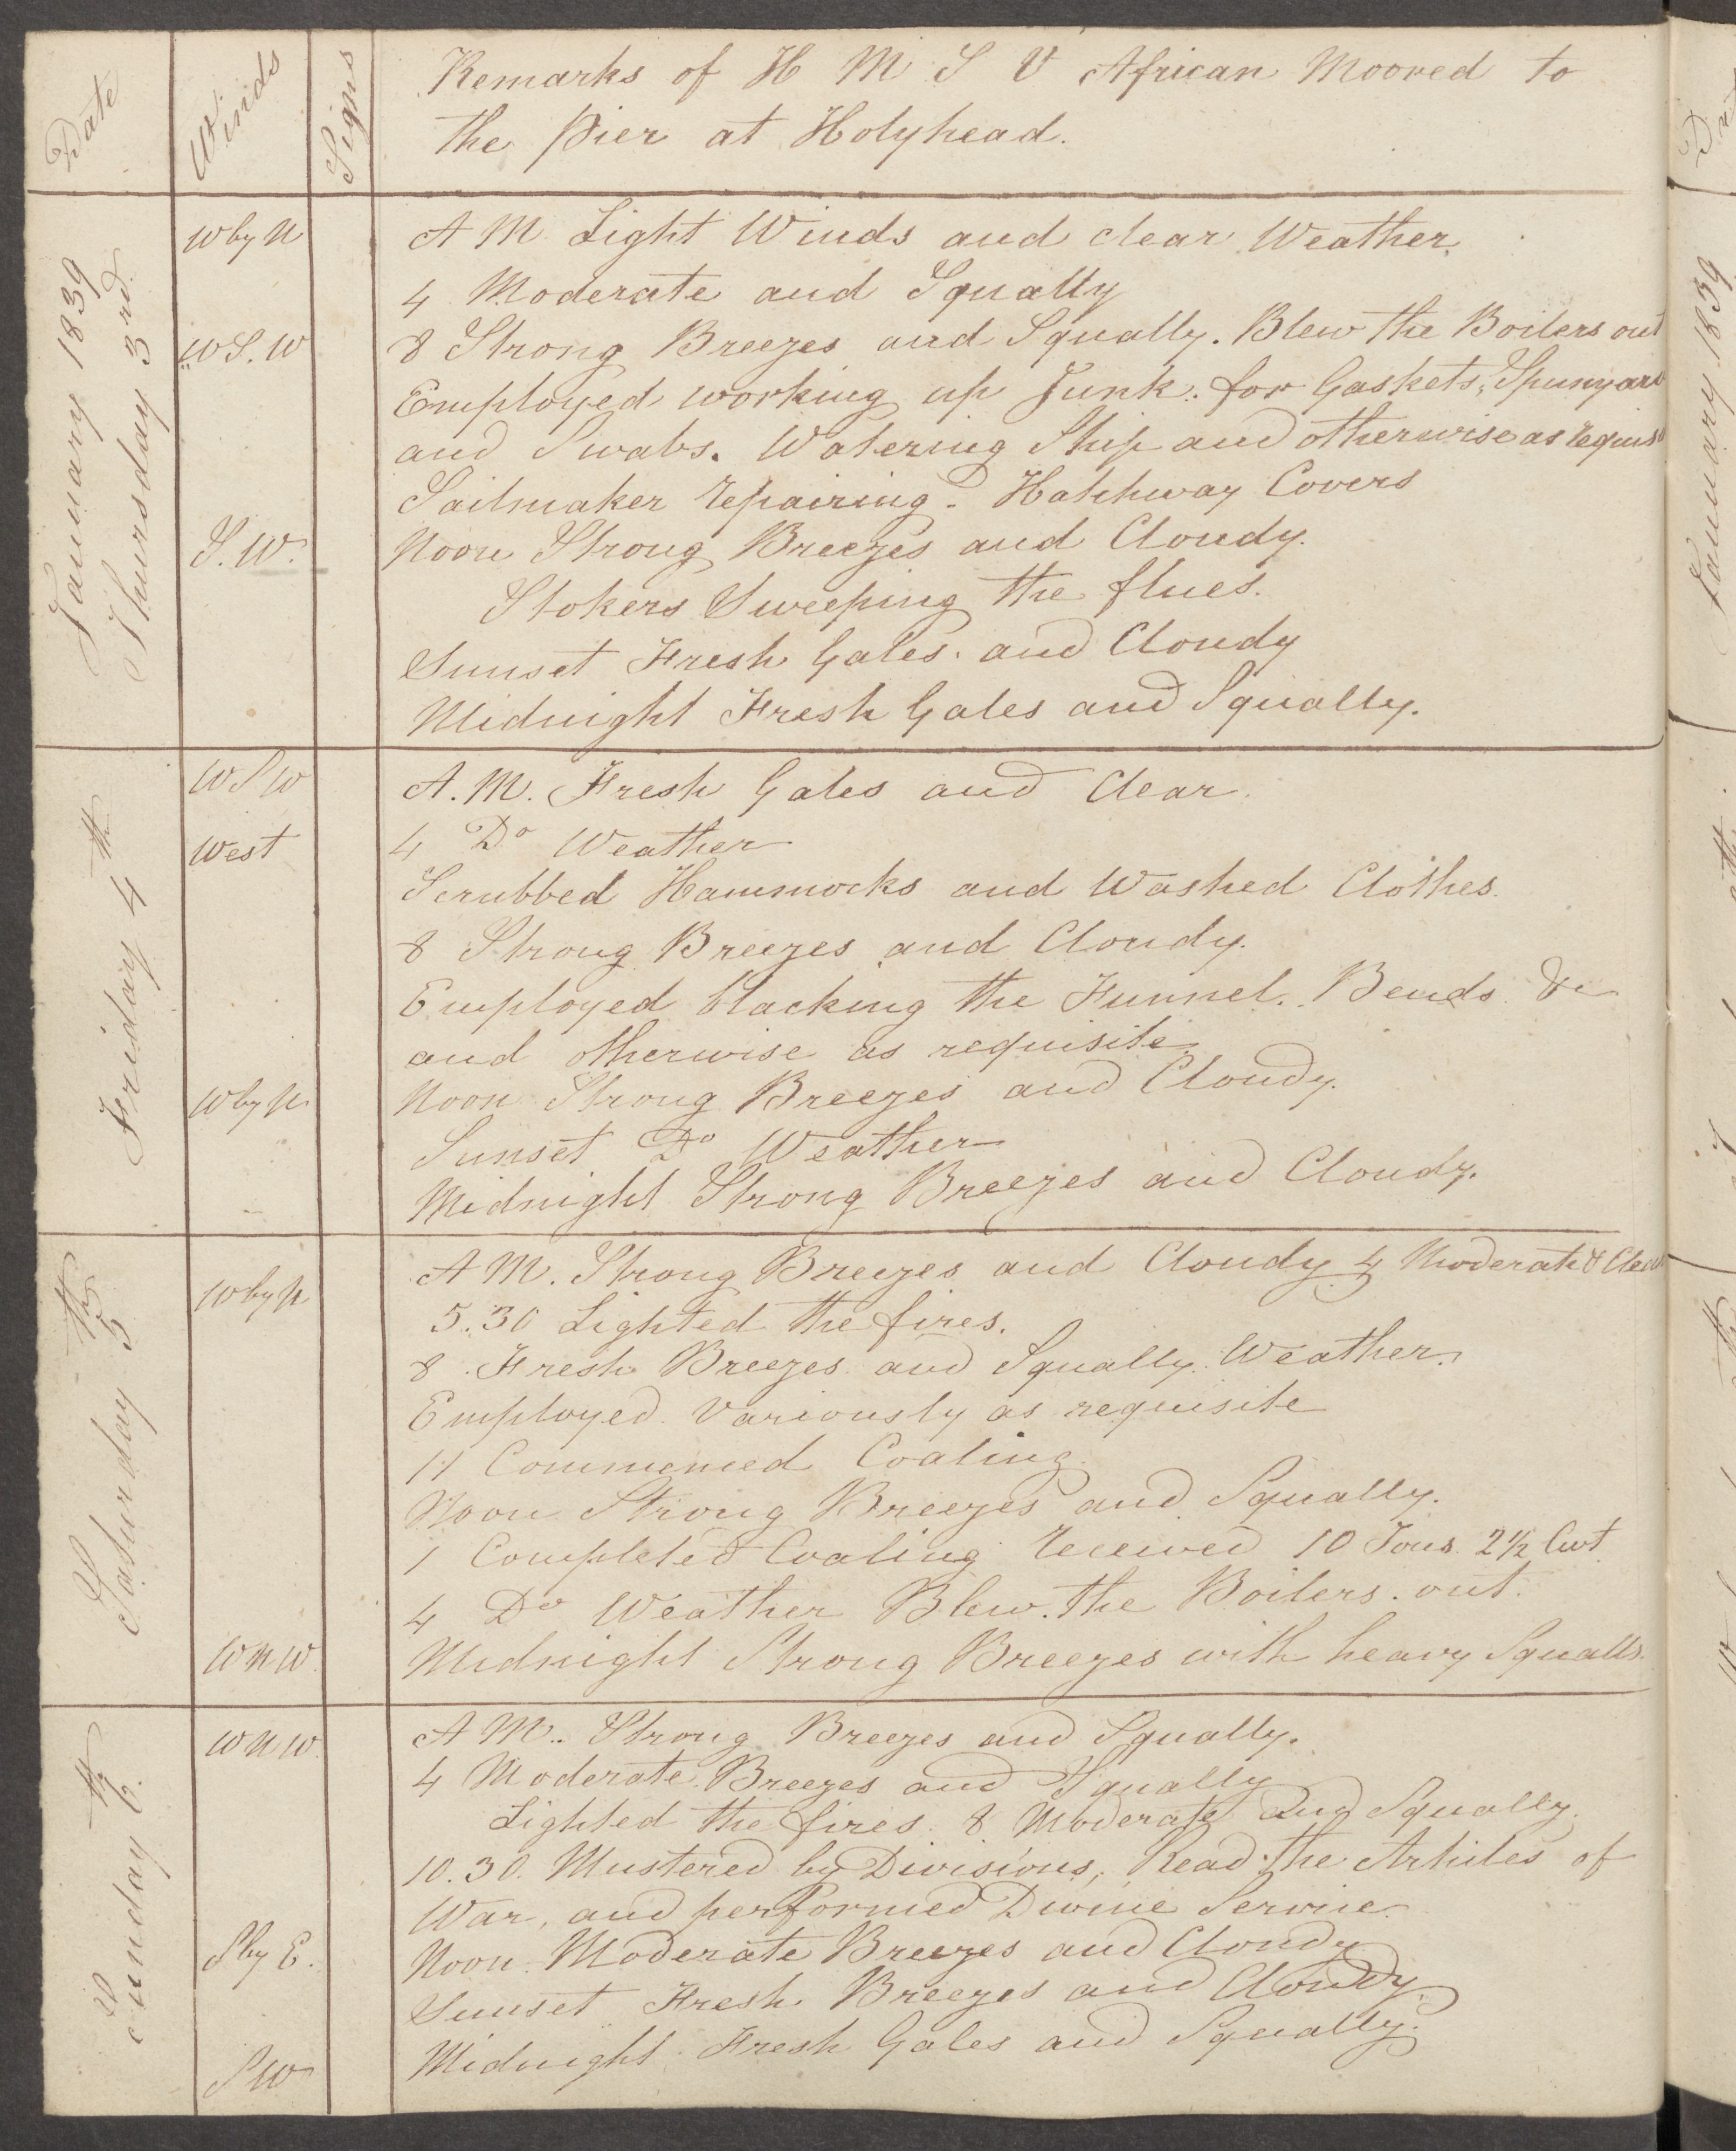 Date Winds Signs Remarks of H M S V African Moored to
the Pier at Holyhead.
January 1839
Thursday 3rd.
W by N A M Light Winds and clear Weather.
4 Moderate and Squally
W S. W 8 Strong Breezes and Squally. Blew the Boilers out
Employed working up Junk. for Gaskets, Spunyarn
and Swabs. Watering Ship and otherwise as
Sailmaker repairing. Hatchway Covers
S. W. Noon Strong Breezes and Cloudy.
Stokers Sweeping the flues.
Sunset Fresh Gales. and Cloudy
Midnight Fresh Gales and Squally.
Friday 4th
W S W A. M. Fresh Gales and Clear.
West 4 Do Weather
Scrubbed Hammocks and Washed Clothes.
8 Strong Breezes and Cloudy.
Employed blacking the Funnel. Bends &c
and otherwise as requisite
W by N Noon Strong Breezes and Cloudy.
Sunset Do Weather
Midnight Strong Breezes and Cloudy.
Saturday 5th
W by N A M. Strong Breezes and Cloudy 4 Moderate & Clear
5.30 Lighted the fires.
8 Fresh Breezes and Squally Weather.
Employed Variously as requisite
11 Commenced Coaling.
Noon Strong Breezes and Squally.
1 Completed Coaling received 10 Tons 2 1/2 Cwt
4 Do Weather Blew the Boilers. out.
W N W. Midnight Strong Breezes with heavy Squalls.
Sunday 6th.
W N W. A M. Strong Breezes and Squally.
4 Moderate Breezes and Squally
Lighted the fires. 8 Moderate and Squally.
10.30. Mustered by Divisions, Read the Articles of
War, and performed Divine Service.
S by E. Noon. Moderate Breezes and Cloudy
Sunset Fresh Breezes and Cloudy.
S W Midnight. Fresh Gales and Squally.
January 1839